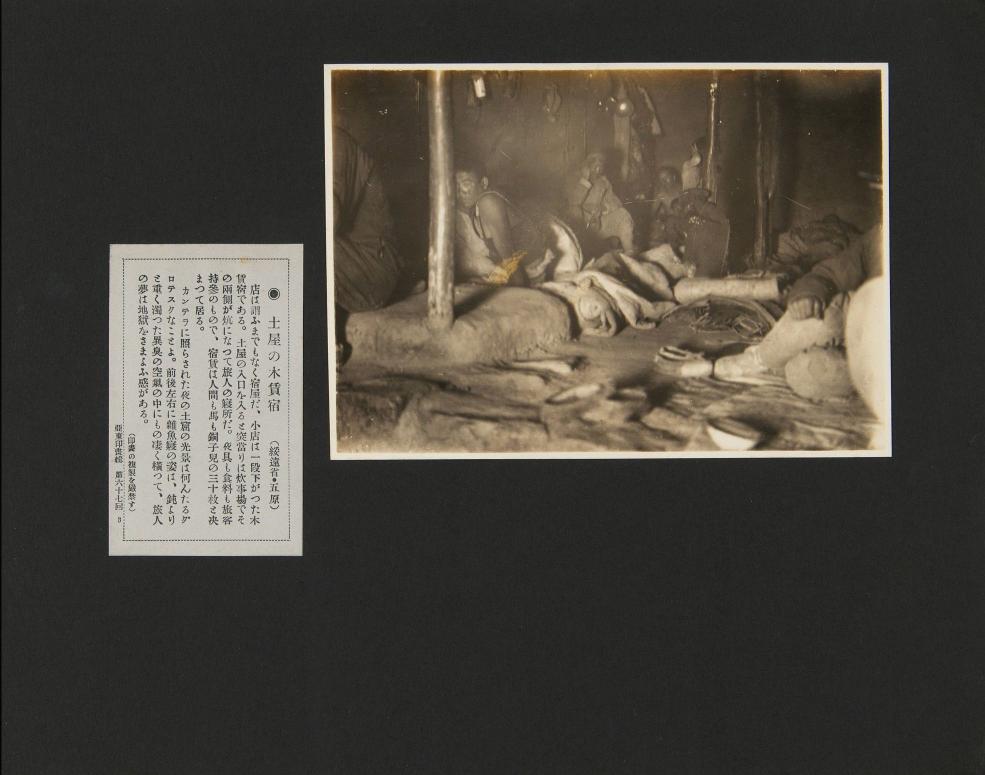 ◉ 土屋の木賃宿 (綏遠省・五原)
店は謂ふまでもなく宿屋だ、小店は一段下がつた木
賃宿である。土屋の入口を入ると突當りは炊事場でそ
の兩側が炕になつて旅人の寢所だ。夜具も食料も旅客
持參のもので、宿賃は人間も馬も銅子児の三十枚と决
まつて居る。
カンテラに照らされた夜の土窟の光景は何んたるグ
ロテスクなことよ。前後左右に雜魚寢の姿は、鈍より
と重く濁つた異臭の空氣の中にもの凄く横つて、旅人
の夢は地獄をさまよふ感がある。
(印畫の複製を嚴禁す)
亞東印畫輯 第六十七回 3